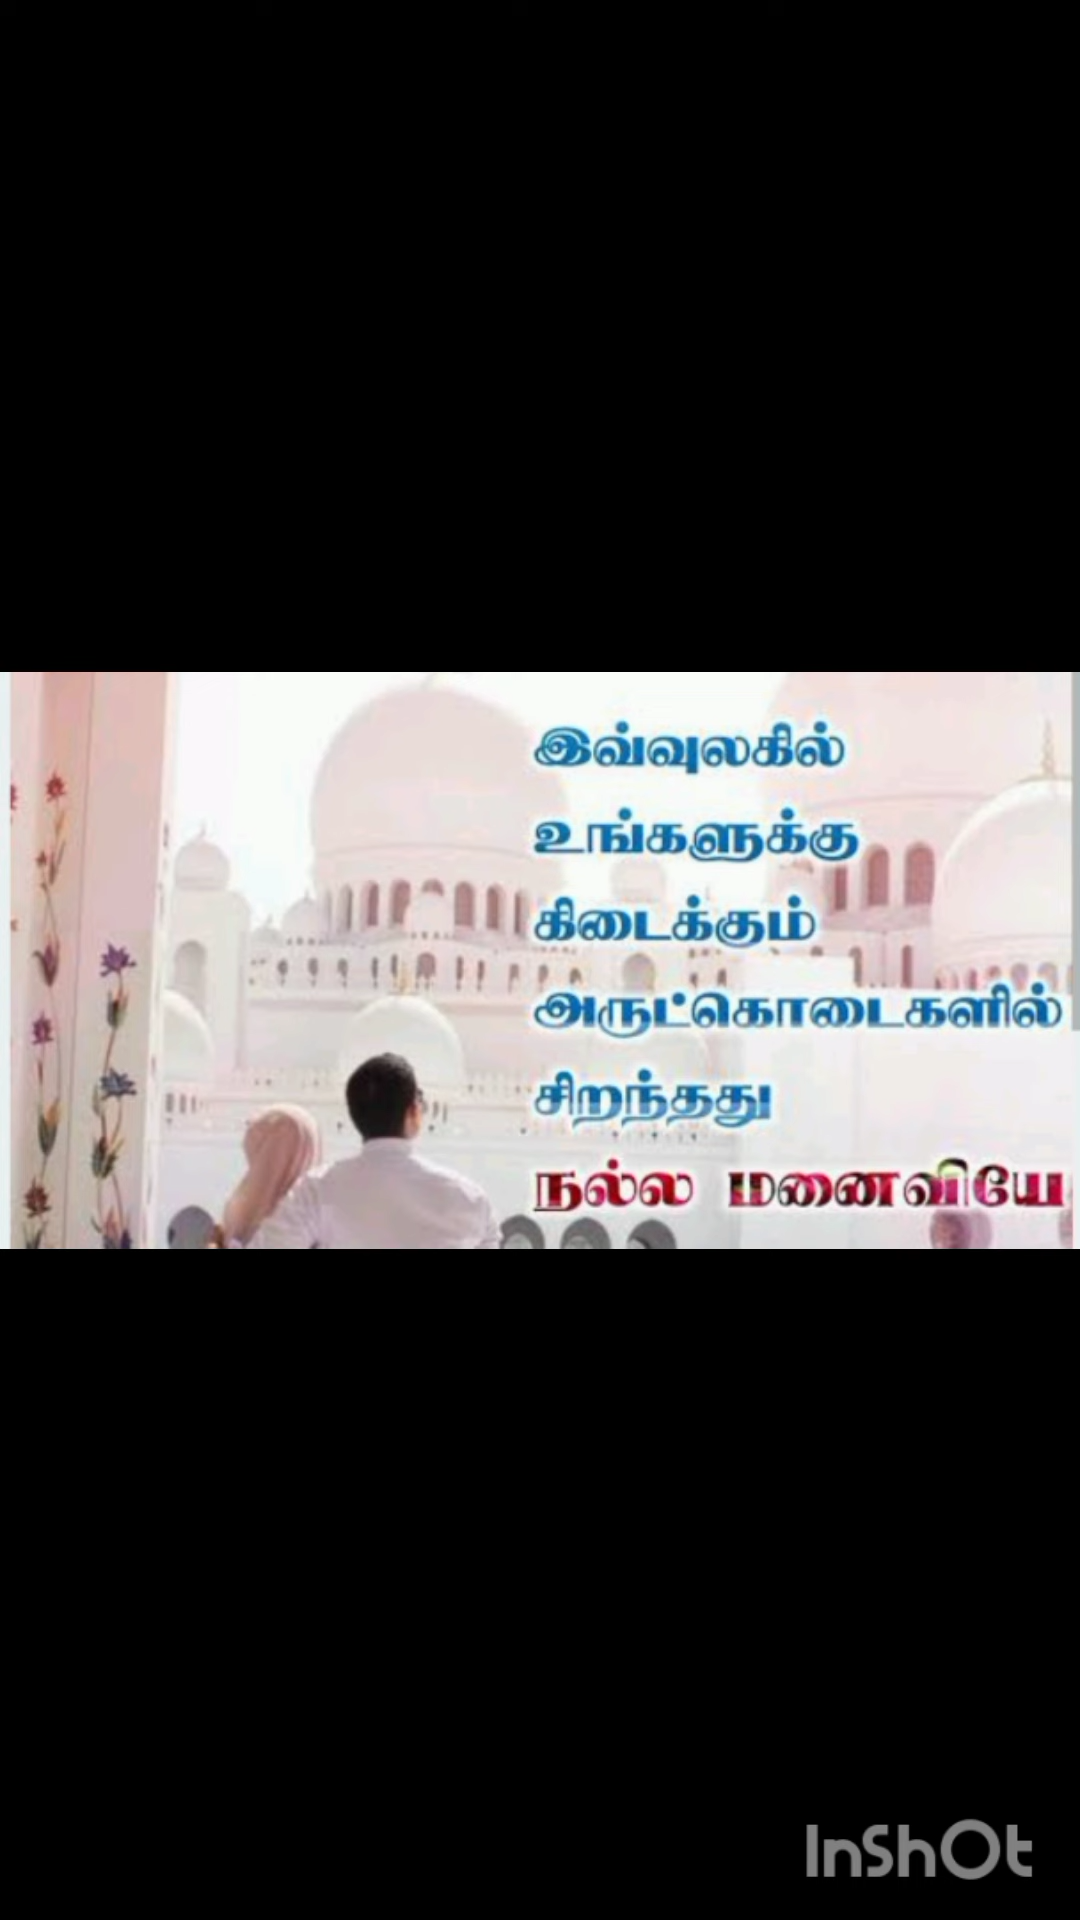 இவ்வுலகில்
உங்களுக்கு
கிடைக்கும்
அருட்கொடைகளில்
சிறந்தது
நல்ல மனைவியே
InShOt